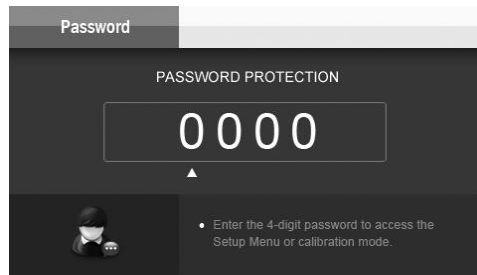 Password
PASSWORD PROTECTION
0000
Enter the 4-digit password to access the
Setup Menu or calibration mode.